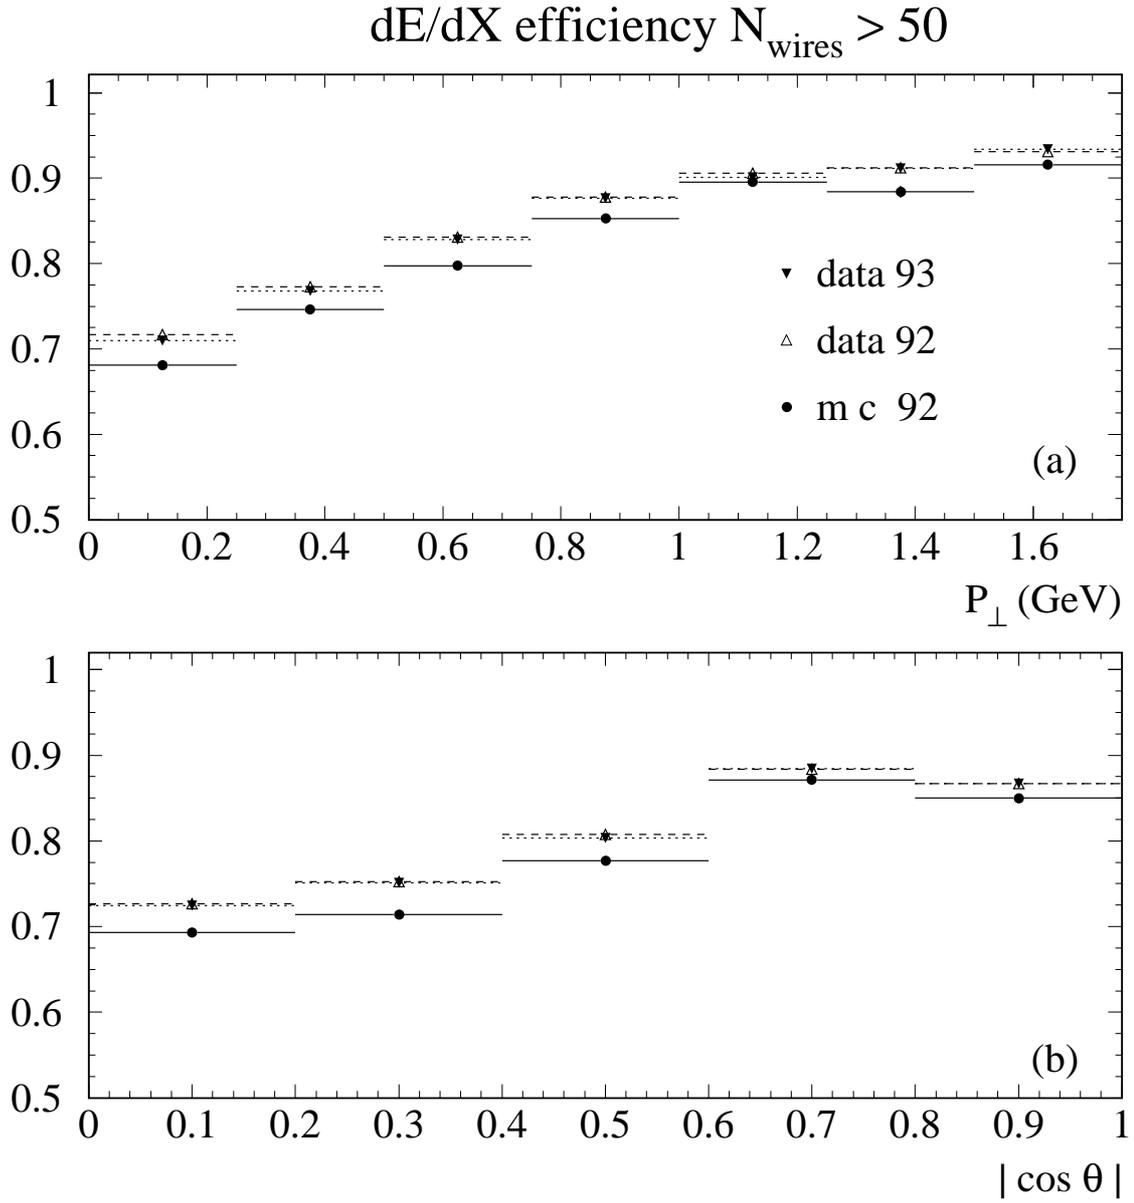 dE/dX efficiency N_wires > 50
1
0.9
0.8
0.7
0.6
0.5
data 93
data 92
m c 92
(a)
0 0.2 0.4 0.6 0.8 1 1.2 1.4 1.6
P⊥ (GeV)
1
0.9
0.8
0.7
0.6
0.5
(b)
0 0.1 0.2 0.3 0.4 0.5 0.6 0.7 0.8 0.9 1
| cos θ |